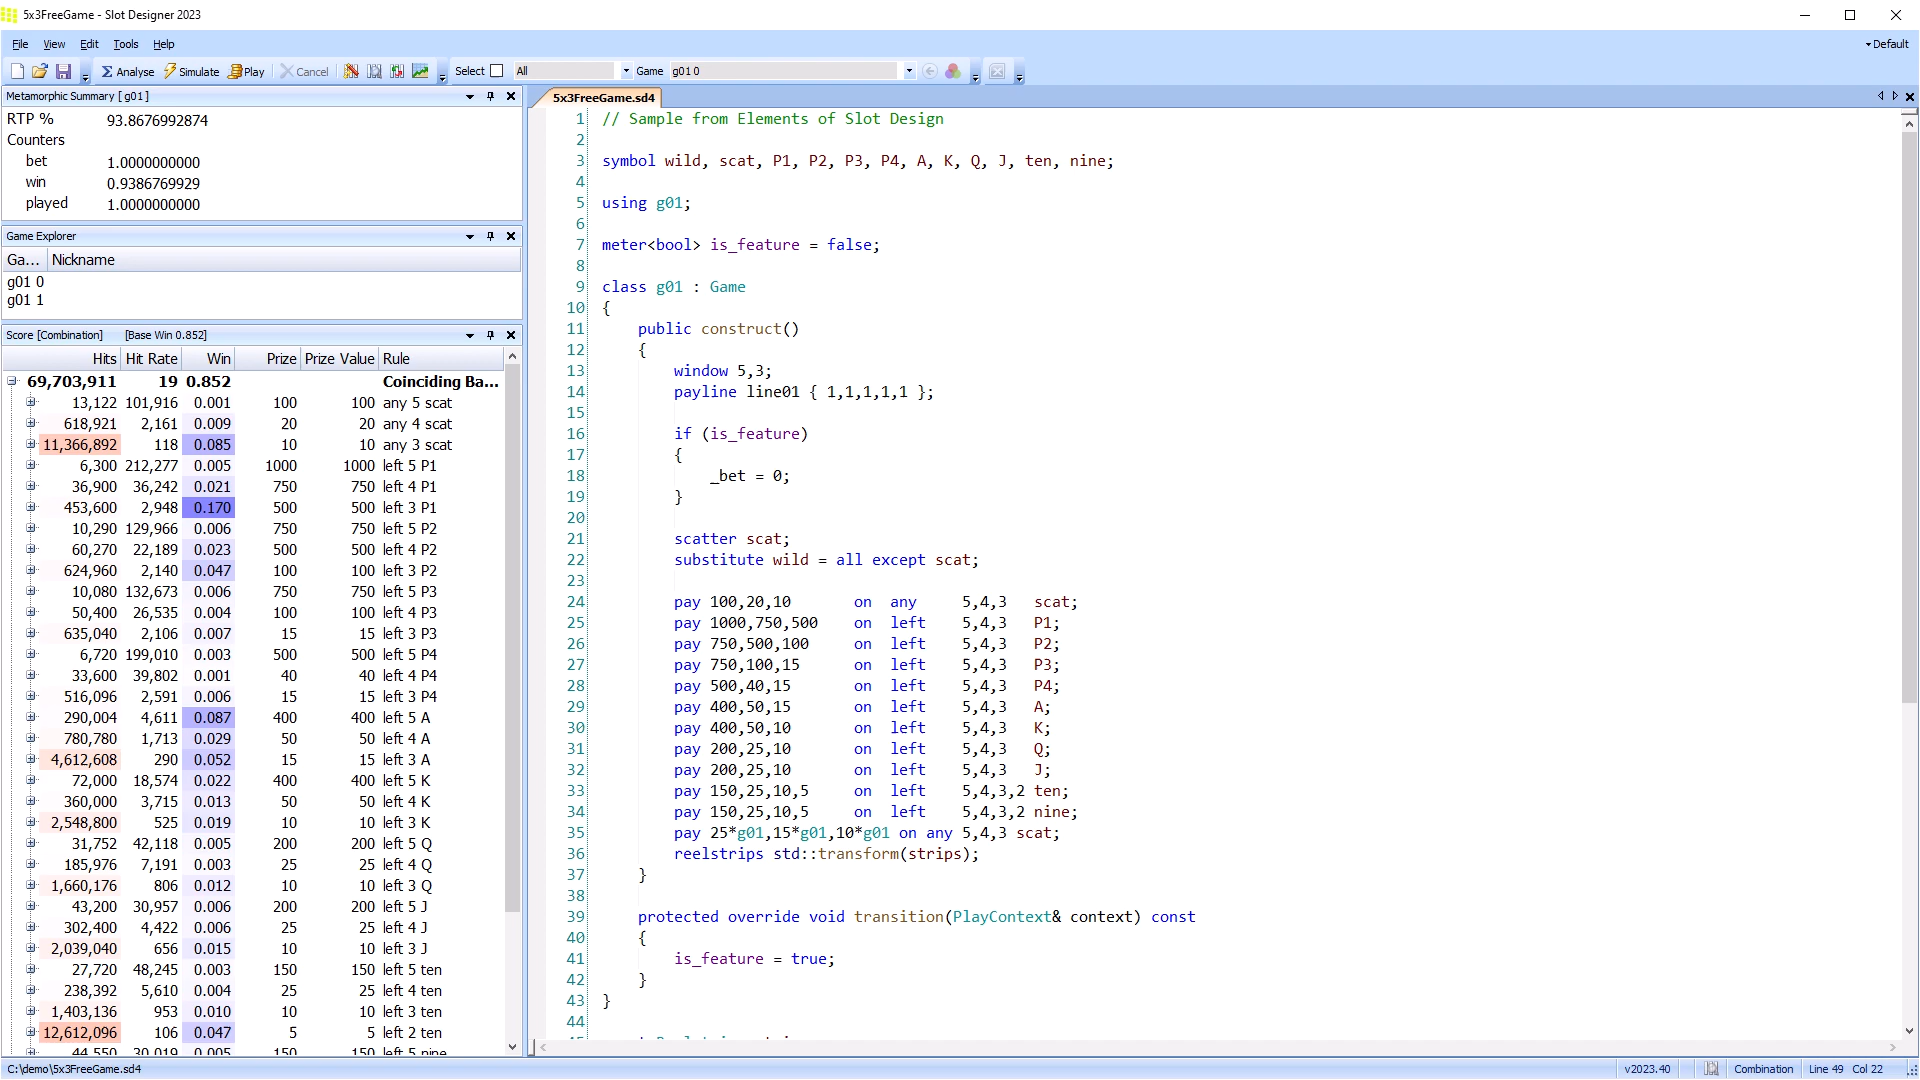 5x3FreeGame - Slot Designer 2023
File View Edit Tools Help
Default
Analyse Simulate Play Cancel Select All Game g01 0
Metamorphic Summary [ g01 ]
RTP % 93.8676992874
Counters
bet 1.0000000000
win 0.9386769929
played 1.0000000000
Game Explorer
Ga... Nickname
g01 0
g01 1
Score [Combination] [Base Win 0.852]
Hits Hit Rate Win Prize Prize Value Rule
69,703,911 19 0.852 Coinciding Ba...
13,122 101,916 0.001 100 100 any 5 scat
618,921 2,161 0.009 20 20 any 4 scat
11,366,892 118 0.085 10 10 any 3 scat
6,300 212,277 0.005 1000 1000 left 5 P1
36,900 36,242 0.021 750 750 left 4 P1
453,600 2,948 0.170 500 500 left 3 P1
10,290 129,966 0.006 750 750 left 5 P2
60,270 22,189 0.023 500 500 left 4 P2
624,960 2,140 0.047 100 100 left 3 P2
10,080 132,673 0.006 750 750 left 5 P3
50,400 26,535 0.004 100 100 left 4 P3
635,040 2,106 0.007 15 15 left 3 P3
6,720 199,010 0.003 500 500 left 5 P4
33,600 39,802 0.001 40 40 left 4 P4
516,096 2,591 0.006 15 15 left 3 P4
290,004 4,611 0.087 400 400 left 5 A
780,780 1,713 0.029 50 50 left 4 A
4,612,608 290 0.052 15 15 left 3 A
72,000 18,574 0.022 400 400 left 5 K
360,000 3,715 0.013 50 50 left 4 K
2,548,800 525 0.019 10 10 left 3 K
31,752 42,118 0.005 200 200 left 5 Q
185,976 7,191 0.003 25 25 left 4 Q
1,660,176 806 0.012 10 10 left 3 Q
43,200 30,957 0.006 200 200 left 5 J
302,400 4,422 0.006 25 25 left 4 J
2,039,040 656 0.015 10 10 left 3 J
27,720 48,245 0.003 150 150 left 5 ten
238,392 5,610 0.004 25 25 left 4 ten
1,403,136 953 0.010 10 10 left 3 ten
12,612,096 106 0.047 5 5 left 2 ten
44,550 30,019 0.005 150 150 left 5 nine
5x3FreeGame.sd4
1 // Sample from Elements of Slot Design
2
3 symbol wild, scat, P1, P2, P3, P4, A, K, Q, J, ten, nine;
4
5 using g01;
6
7 meter<bool> is_feature = false;
8
9 class g01 : Game
10 {
11 public construct()
12 {
13 window 5,3;
14 payline line01 { 1,1,1,1,1 };
15
16 if (is_feature)
17 {
18 _bet = 0;
19 }
20
21 scatter scat;
22 substitute wild = all except scat;
23
24 pay 100,20,10 on any 5,4,3 scat;
25 pay 1000,750,500 on left 5,4,3 P1;
26 pay 750,500,100 on left 5,4,3 P2;
27 pay 750,100,15 on left 5,4,3 P3;
28 pay 500,40,15 on left 5,4,3 P4;
29 pay 400,50,15 on left 5,4,3 A;
30 pay 400,50,10 on left 5,4,3 K;
31 pay 200,25,10 on left 5,4,3 Q;
32 pay 200,25,10 on left 5,4,3 J;
33 pay 150,25,10,5 on left 5,4,3,2 ten;
34 pay 150,25,10,5 on left 5,4,3,2 nine;
35 pay 25*g01,15*g01,10*g01 on any 5,4,3 scat;
36 reelstrips std::transform(strips);
37 }
38
39 protected override void transition(PlayContext& context) const
40 {
41 is_feature = true;
42 }
43 }
44
C:\demo\5x3FreeGame.sd4
v2023.40 Combination Line 49 Col 22